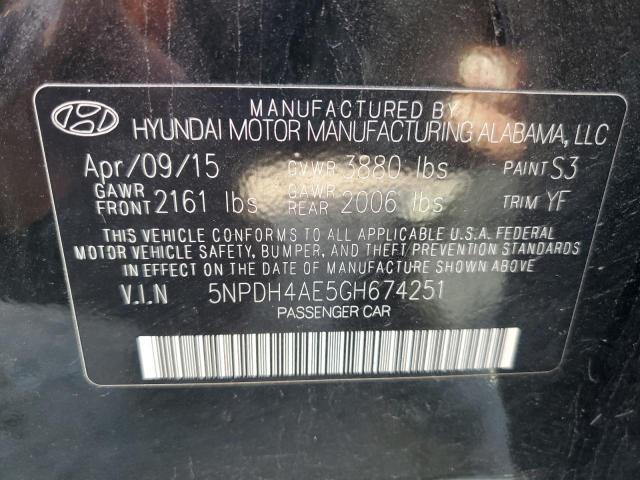 MANUFACTURED BY
HYUNDAI MOTOR MANUFACTURING ALABAMA, LLC
Apr/09/15 GVWR 3880 lbs PAINT S3
GAWR FRONT 2161 lbs GAWR REAR 2006 lbs TRIM YF
THIS VEHICLE CONFORMS TO ALL APPLICABLE U.S.A. FEDERAL
MOTOR VEHICLE SAFETY, BUMPER, AND THEFT PREVENTION STANDARDS
IN EFFECT ON THE DATE OF MANUFACTURE SHOWN ABOVE.
V.I.N 5NPDH4AE5GH674251
PASSENGER CAR